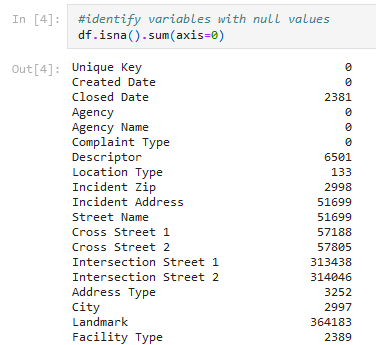 In [4]: #identify variables with null values
df.isna().sum(axis=0)
Out[4]: Unique Key 0
Created Date 0
Closed Date 2381
Agency 0
Agency Name 0
Complaint Type 0
Descriptor 6501
Location Type 133
Incident Zip 2998
Incident Address 51699
Street Name 51699
Cross Street 1 57188
Cross Street 2 57805
Intersection Street 1 313438
Intersection Street 2 314046
Address Type 3252
City 2997
Landmark 364183
Facility Type 2389